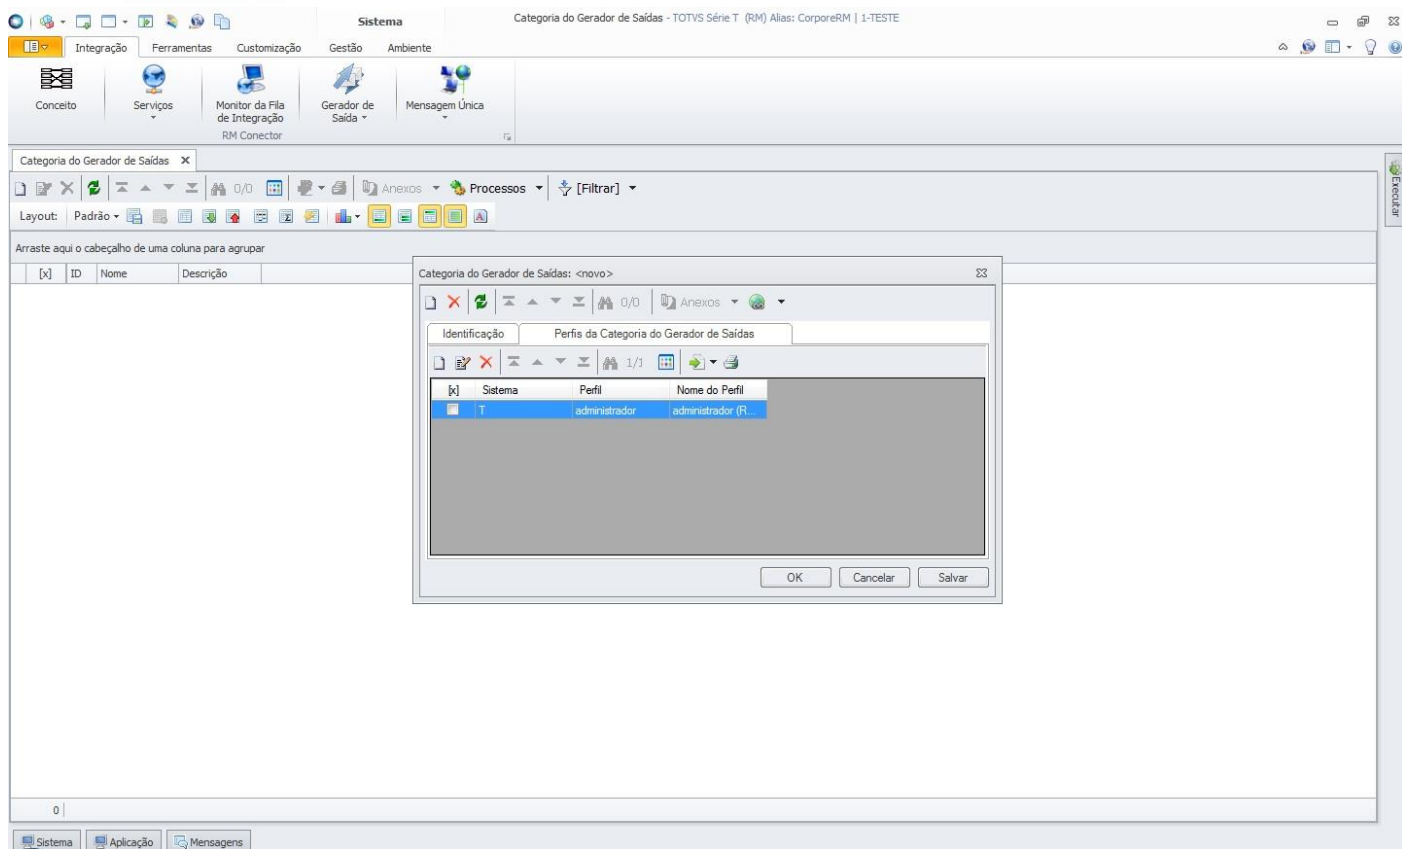 Sistema
Categoria do Gerador de Saídas - TOTVS Série T (RM) Alias: CorporeRM | 1-TESTE
Integração Ferramentas Customização Gestão Ambiente
Conceito Serviços Monitor da Fila de Integração Gerador de Saída Mensagem Única
RM Conector
Categoria do Gerador de Saídas
Executar
0/0 Anexos Processos [Filtrar]
Layout: Padrão
Arraste aqui o cabeçalho de uma coluna para agrupar
[x] ID Nome Descrição
Categoria do Gerador de Saídas: <novo>
0/0 Anexos
Identificação Perfis da Categoria do Gerador de Saídas
1/1
[x] Sistema Perfil Nome do Perfil
T administrador administrador (R...
OK Cancelar Salvar
0
Sistema Aplicação Mensagens